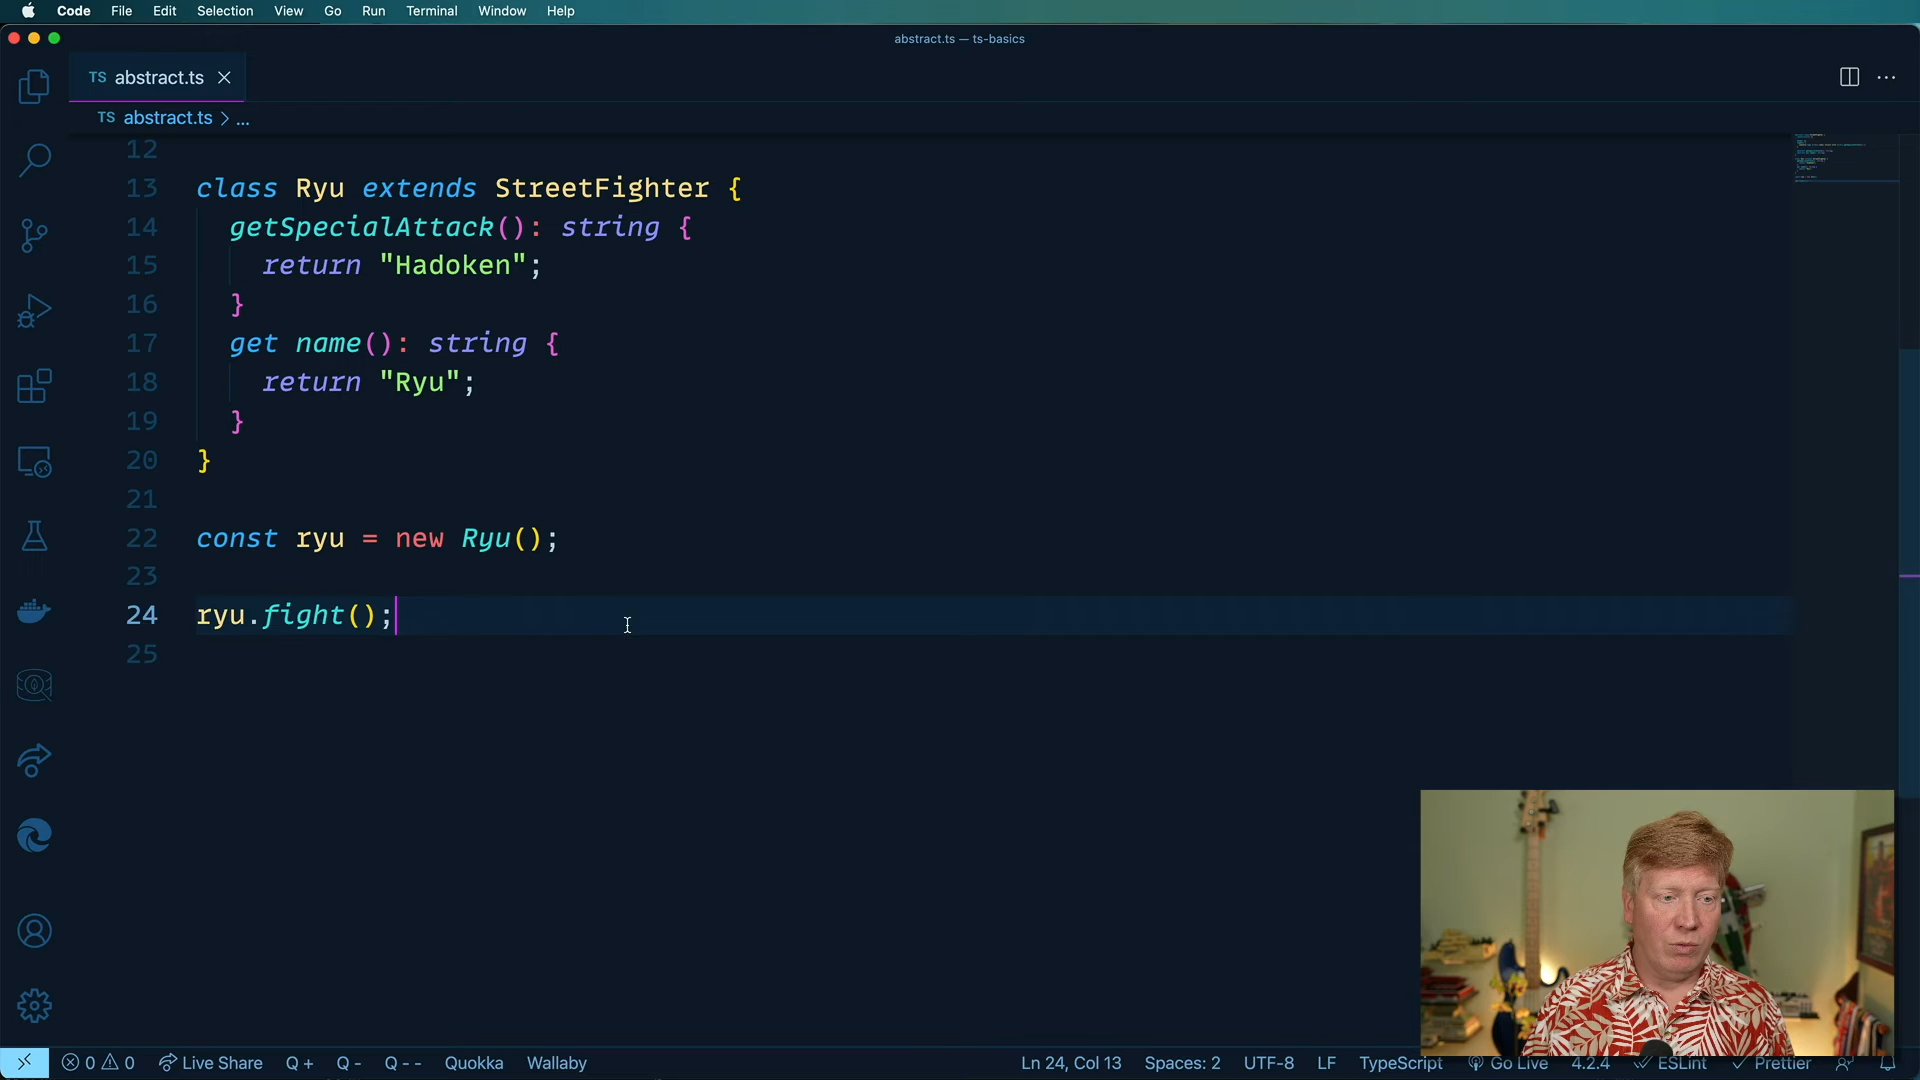 Code File Edit Selection View Go Run Terminal Window Help
abstract.ts — ts-basics
TS abstract.ts
TS abstract.ts > ...
12
13 class Ryu extends StreetFighter {
14 getSpecialAttack(): string {
15 return "Hadoken";
16 }
17 get name(): string {
18 return "Ryu";
19 }
20 }
21
22 const ryu = new Ryu();
23
24 ryu.fight();
25
0 0 Live Share Q + Q - Q - - Quokka Wallaby Ln 24, Col 13 Spaces: 2 UTF-8 LF TypeScript Go Live 4.2.4 ESLint Prettier